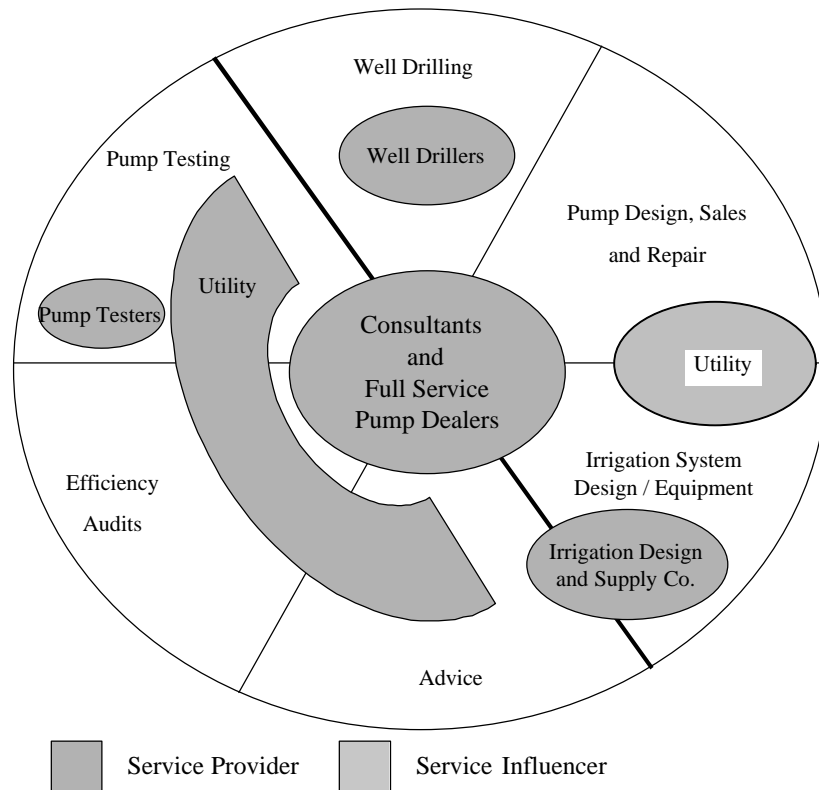 Well Drilling
Well Drillers
Pump Testing
Pump Design, Sales
and Repair
Utility
Pump Testers
Consultants
and
Full Service
Pump Dealers
Utility
Efficiency
Audits
Irrigation System
Design / Equipment
Irrigation Design
and Supply Co.
Advice
Service Provider
Service Influencer